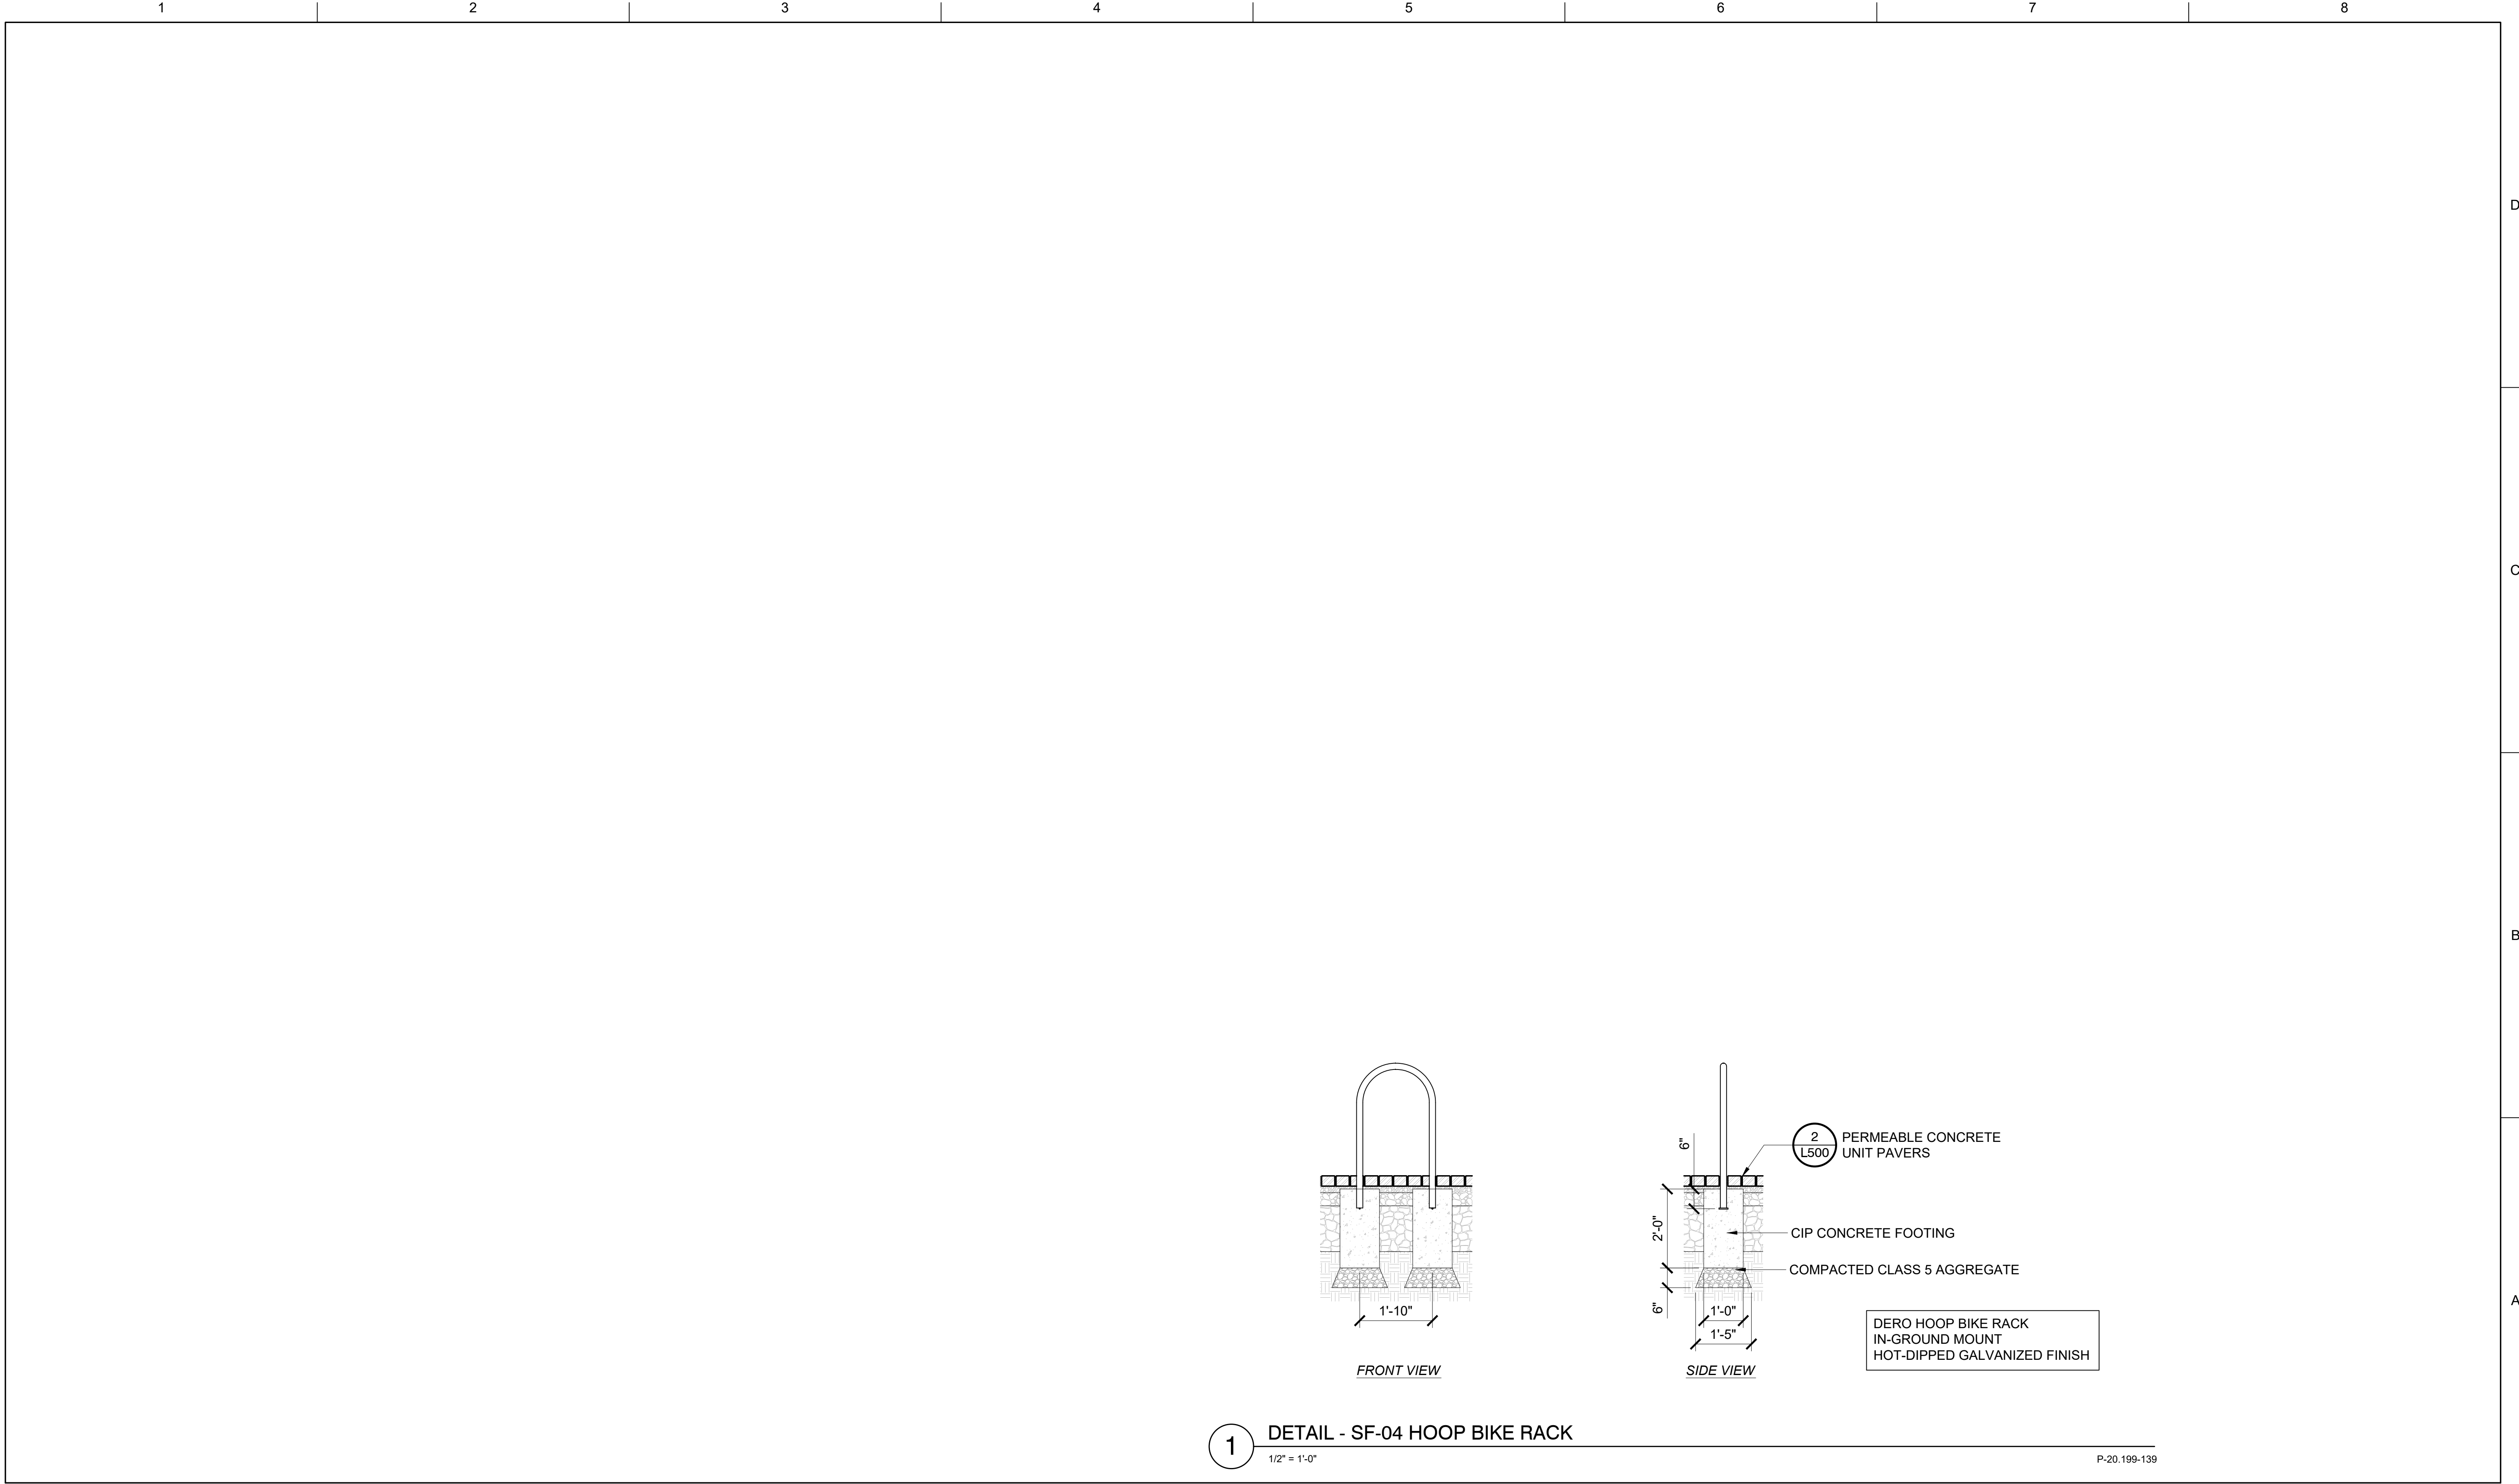 1 2 3 4 5 6 7 8
D
C
B
A
6"
2
L500
PERMEABLE CONCRETE
UNIT PAVERS
2'-0"
CIP CONCRETE FOOTING
COMPACTED CLASS 5 AGGREGATE
6"
1'-10"
1'-0"
1'-5"
DERO HOOP BIKE RACK
IN-GROUND MOUNT
HOT-DIPPED GALVANIZED FINISH
FRONT VIEW
SIDE VIEW
1
DETAIL - SF-04 HOOP BIKE RACK
1/2" = 1'-0"
P-20.199-139